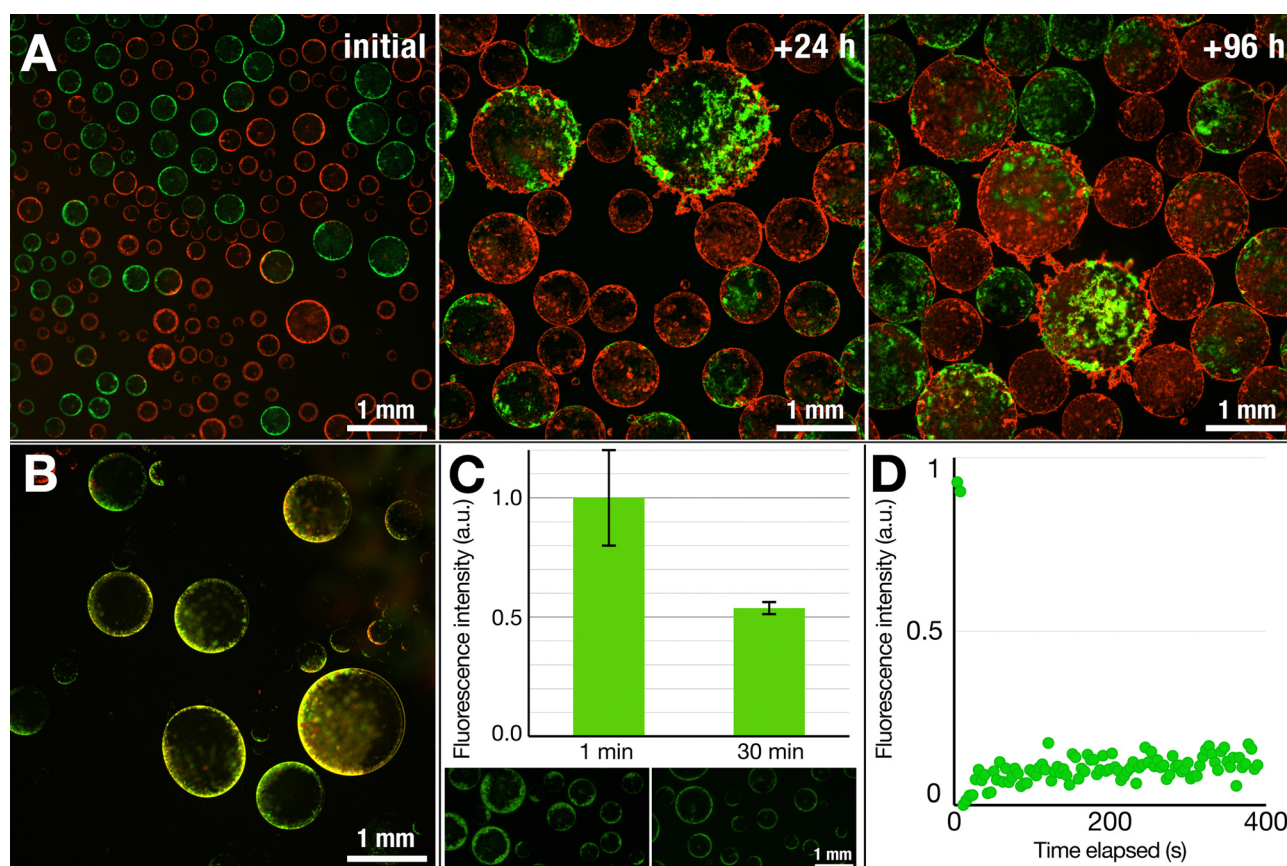 A
initial
+24 h
+96 h
1 mm
1 mm
1 mm
B
1 mm
C
Fluorescence intensity (a.u.)
1.0
0.5
0.0
1 min
30 min
1 mm
D
Fluorescence intensity (a.u.)
1
0.5
0
0
200
400
Time elapsed (s)